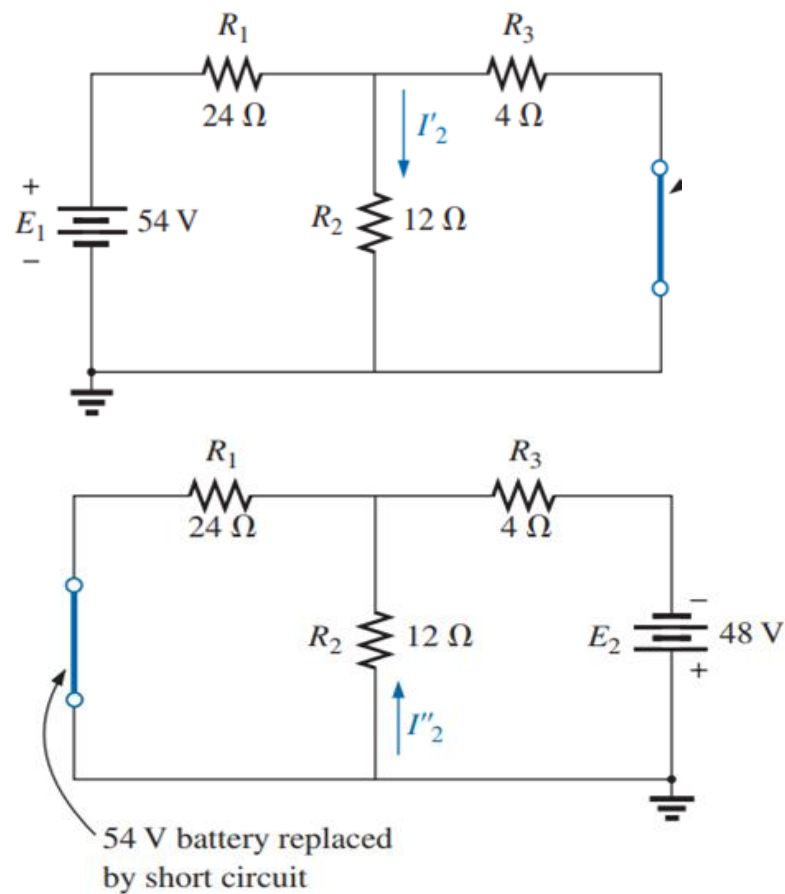 R₁ R₃
24 Ω 4 Ω
I′₂
+
E₁ 54 V R₂ 12 Ω
−
R₁ R₃
24 Ω 4 Ω
−
R₂ 12 Ω E₂ 48 V
+
I″₂
54 V battery replaced
by short circuit